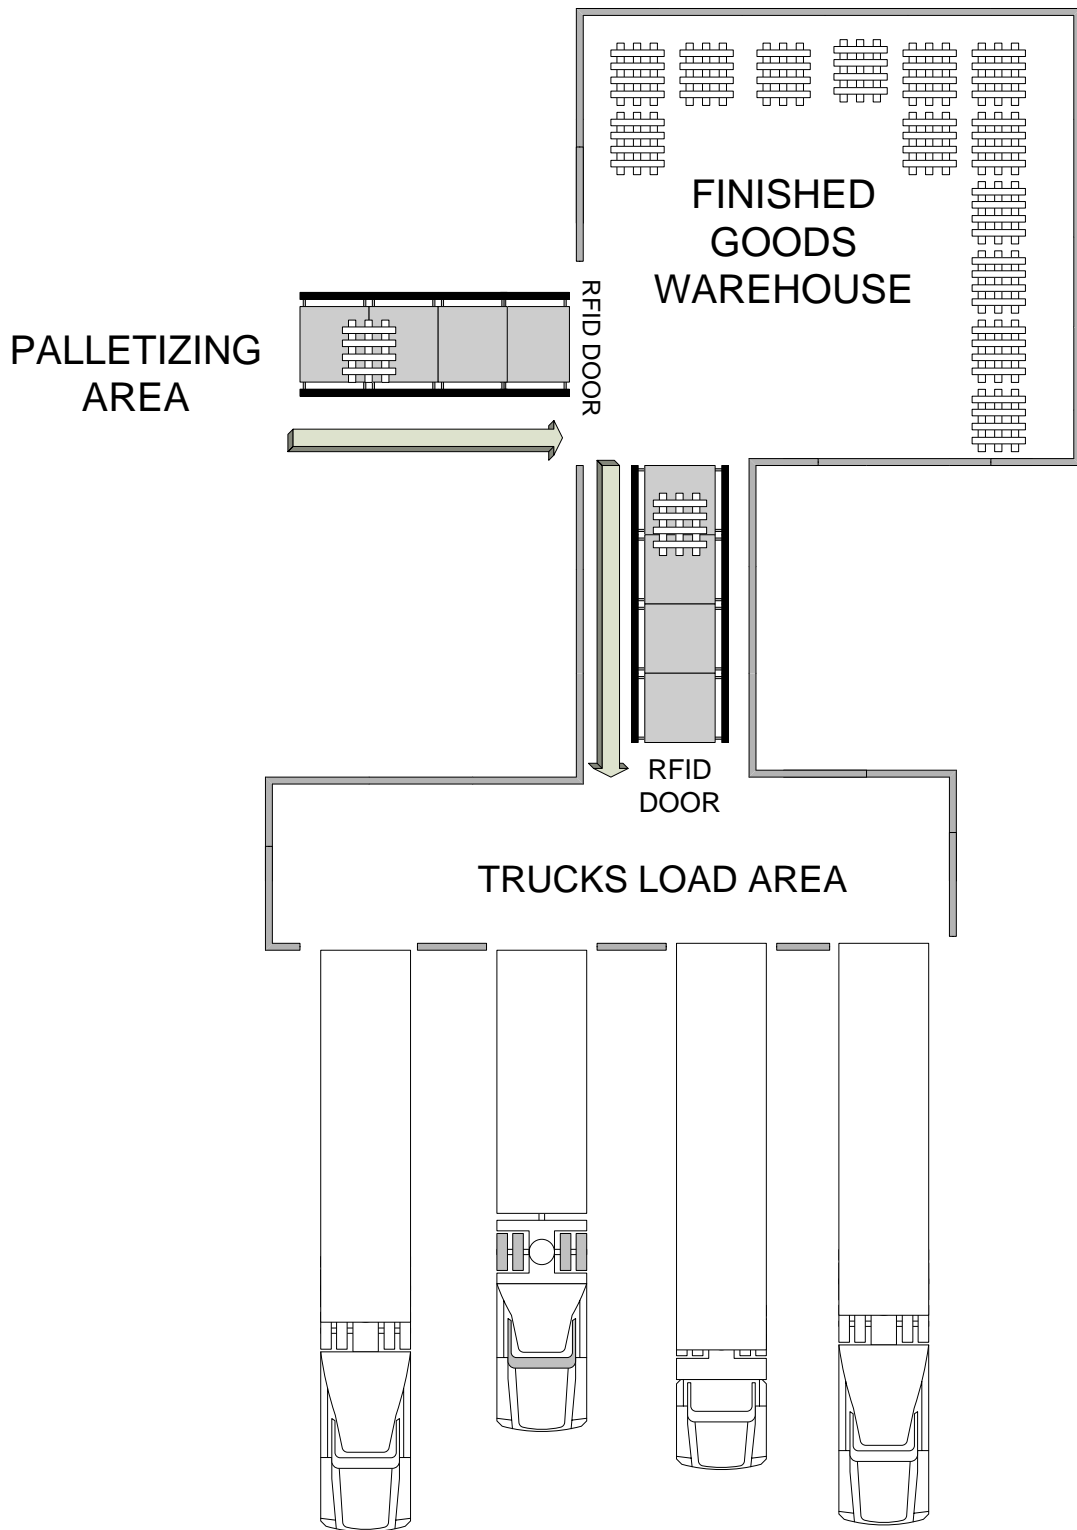 FINISHED
GOODS
WAREHOUSE
RFID DOOR
PALLETIZING
AREA
RFID
DOOR
TRUCKS LOAD AREA